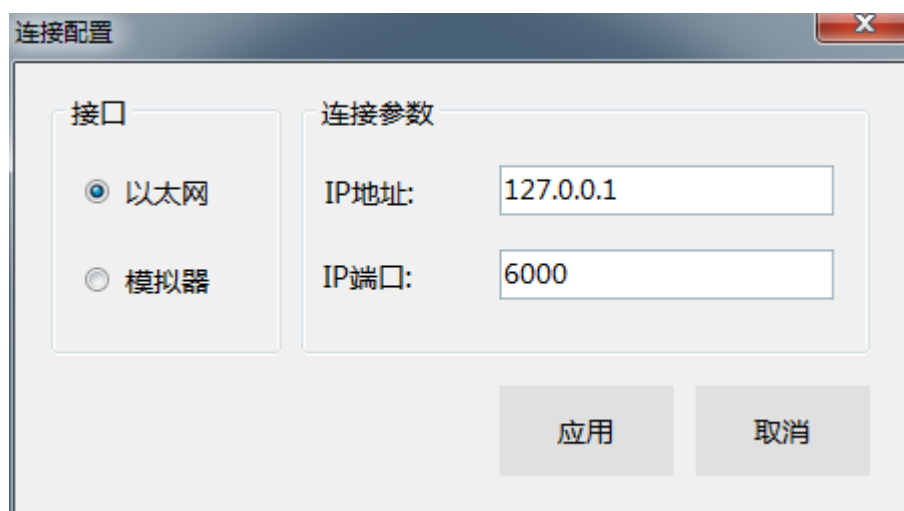 连接配置
接口
以太网
模拟器
连接参数
IP地址:
127.0.0.1
IP端口:
6000
应用
取消